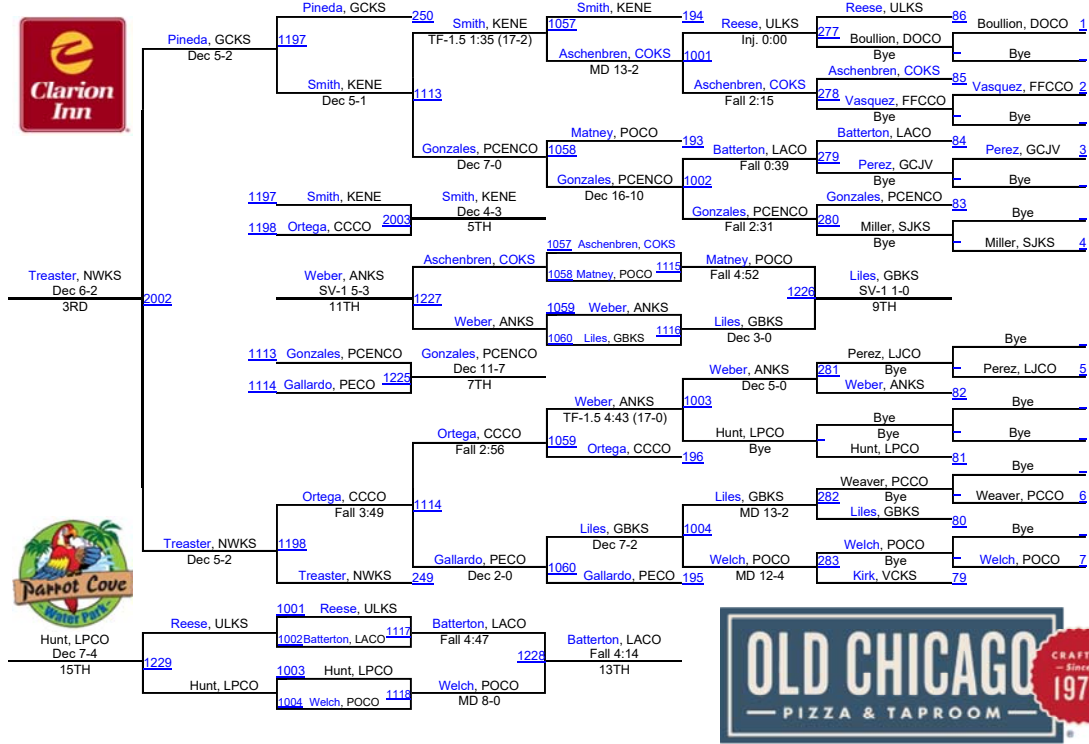 Pineda, GCKS
250
Smith, KENE
194
Reese, ULKS
86
Boullion, DOCO
1
Smith, KENE
TF-1.5 1:35 (17-2)
1057
Reese, ULKS
Inj. 0:00
277
Boullion, DOCO
Bye
Bye
Pineda, GCKS
Dec 5-2
1197
Aschenbren, COKS
MD 13-2
1001
Aschenbren, COKS
85
Vasquez, FFCCO
2
Smith, KENE
Dec 5-1
1113
Aschenbren, COKS
Fall 2:15
278
Vasquez, FFCCO
Bye
Bye
Matney, POCO
193
Batterton, LACO
84
Perez, GCJV
3
Gonzales, PCENCO
Dec 7-0
1058
Batterton, LACO
Fall 0:39
279
Perez, GCJV
Bye
Bye
Gonzales, PCENCO
Dec 16-10
1002
Gonzales, PCENCO
83
Bye
1197
Smith, KENE
Smith, KENE
Dec 4-3
5TH
Gonzales, PCENCO
Fall 2:31
280
Miller, SJKS
Bye
Miller, SJKS
4
1198
Ortega, CCCO
2003
1057
Aschenbren, COKS
Aschenbren, COKS
1058
Matney, POCO
1115
Matney, POCO
Fall 4:52
Treaster, NWKS
Dec 6-2
3RD
2002
Weber, ANKS
SV-1 5-3
11TH
1227
1226
Liles, GBKS
SV-1 1-0
9TH
Weber, ANKS
1059
Weber, ANKS
1060
Liles, GBKS
1116
Liles, GBKS
Dec 3-0
1113
Gonzales, PCENCO
Gonzales, PCENCO
Dec 11-7
7TH
1114
Gallardo, PECO
1225
Bye
Perez, LJCO
Bye
Perez, LJCO
5
Weber, ANKS
Dec 5-0
281
Weber, ANKS
82
Weber, ANKS
TF-1.5 4:43 (17-0)
1003
Bye
Bye
Bye
Bye
Ortega, CCCO
Fall 2:56
1059
Hunt, LPCO
Bye
Hunt, LPCO
81
Ortega, CCCO
196
Bye
Weaver, PCCO
Bye
Weaver, PCCO
6
Ortega, CCCO
Fall 3:49
1114
Liles, GBKS
MD 13-2
282
Liles, GBKS
80
Liles, GBKS
Dec 7-2
1004
Bye
Treaster, NWKS
Dec 5-2
1198
Gallardo, PECO
Dec 2-0
1060
Welch, POCO
MD 12-4
283
Welch, POCO
Bye
Welch, POCO
7
Treaster, NWKS
249
Gallardo, PECO
195
Kirk, VCKS
79
1001
Reese, ULKS
Reese, ULKS
1002
Batterton, LACO
1117
Batterton, LACO
Fall 4:47
Hunt, LPCO
Dec 7-4
15TH
1229
1228
Batterton, LACO
Fall 4:14
13TH
Hunt, LPCO
1003
Hunt, LPCO
1004
Welch, POCO
1118
Welch, POCO
MD 8-0
Clarion
Inn
Parrot Cove
Water Park
OLD CHICAGO
PIZZA & TAPROOM
CRAFT
Since
197